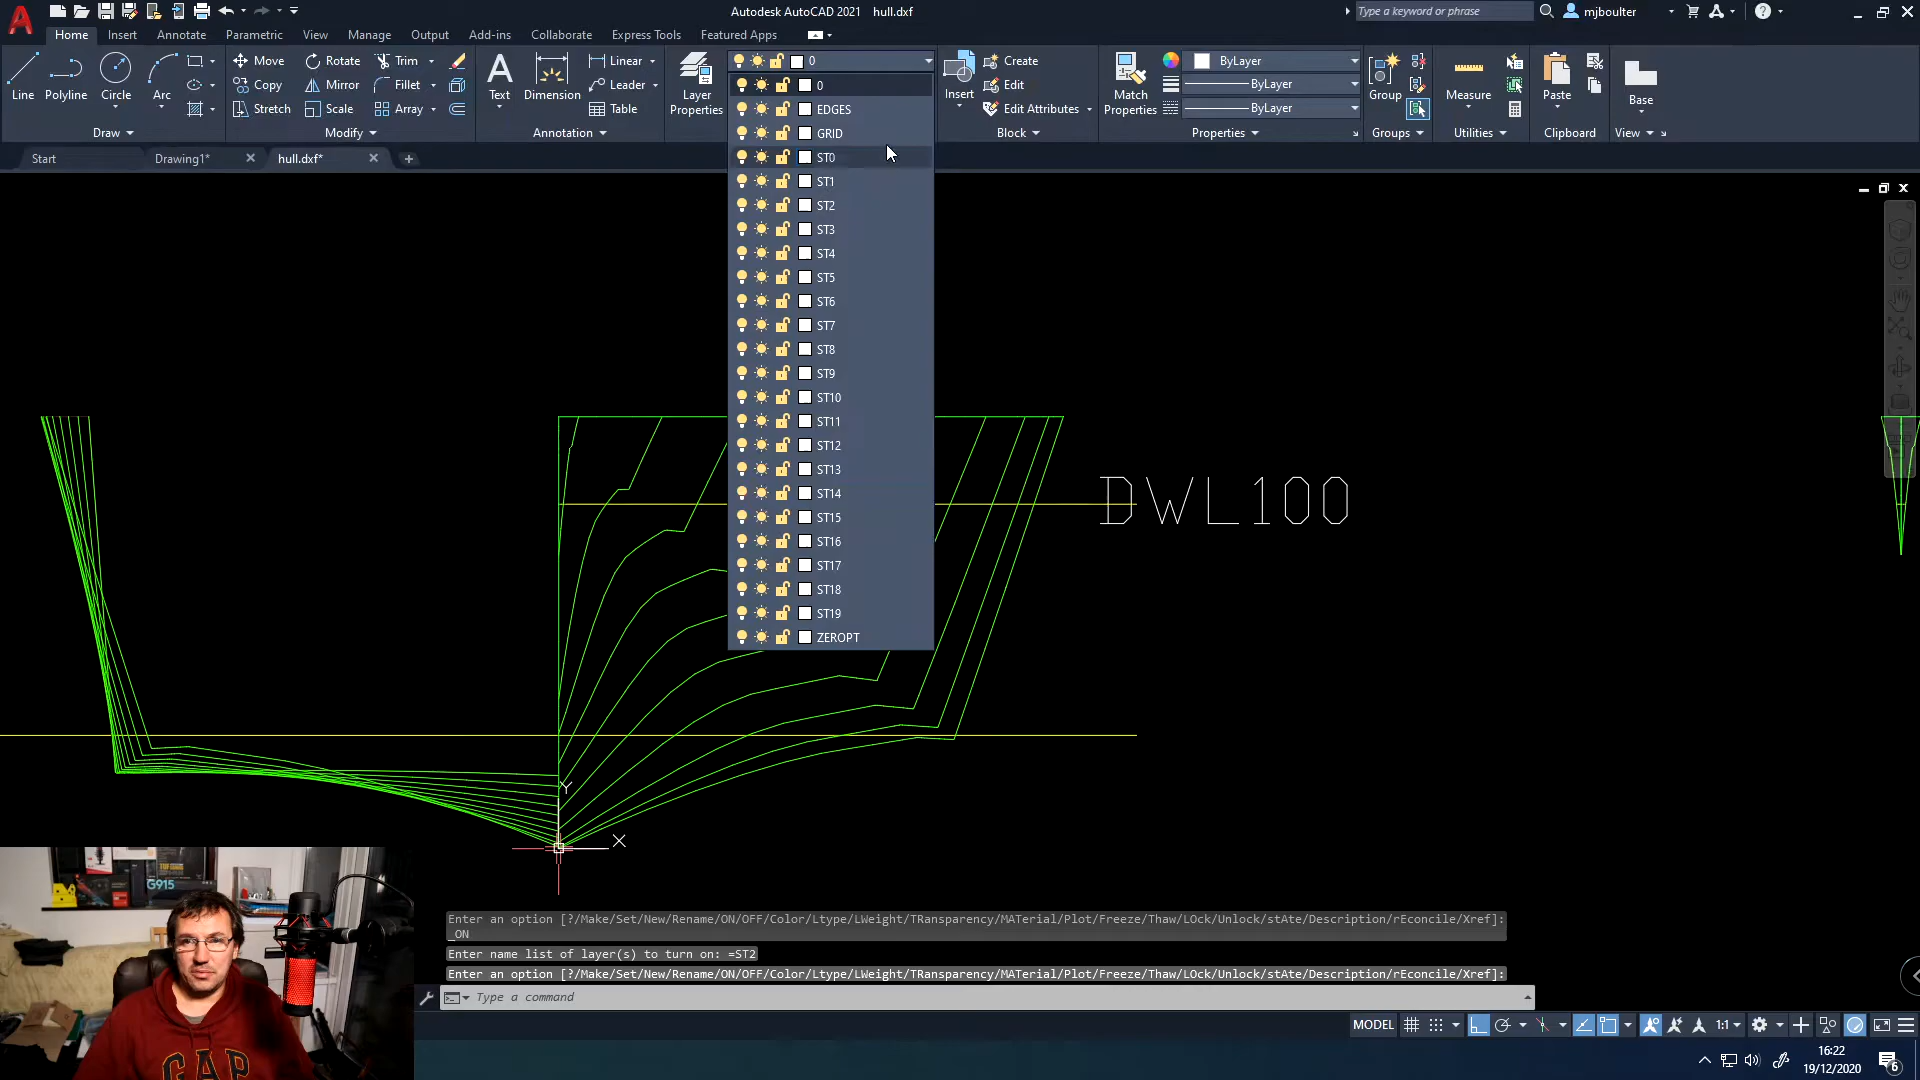 Autodesk AutoCAD 2021 hull.dxf
Type a keyword or phrase
mjboulter
Home Insert Annotate Parametric View Manage Output Add-ins Collaborate Express Tools Featured Apps
Line
Polyline
Circle
Arc
Move
Copy
Stretch
Rotate
Mirror
Scale
Trim
Fillet
Array
Text
Dimension
Linear
Leader
Table
Layer
Properties
0
Insert
Create
Edit
Edit Attributes
Match
Properties
ByLayer
ByLayer
ByLayer
Group
Measure
Paste
Base
Draw
Modify
Annotation
Block
Properties
Groups
Utilities
Clipboard
View
Start
Drawing1*
hull.dxf*
0
EDGES
GRID
ST0
ST1
ST2
ST3
ST4
ST5
ST6
ST7
ST8
ST9
ST10
ST11
ST12
ST13
ST14
ST15
ST16
ST17
ST18
ST19
ZEROPT
DWL100
Y
X
G915
GAP
Enter an option [?/Make/Set/New/Rename/ON/OFF/Color/Ltype/LWeight/TRansparency/MATerial/Plot/Freeze/Thaw/LOck/Unlock/stAte/Description/rEconcile/Xref]:
_ON
Enter name list of layer(s) to turn on: =ST2
Enter an option [?/Make/Set/New/Rename/ON/OFF/Color/Ltype/LWeight/TRansparency/MATerial/Plot/Freeze/Thaw/LOck/Unlock/stAte/Description/rEconcile/Xref]:
Type a command
MODEL
1:1
16:22
19/12/2020
6